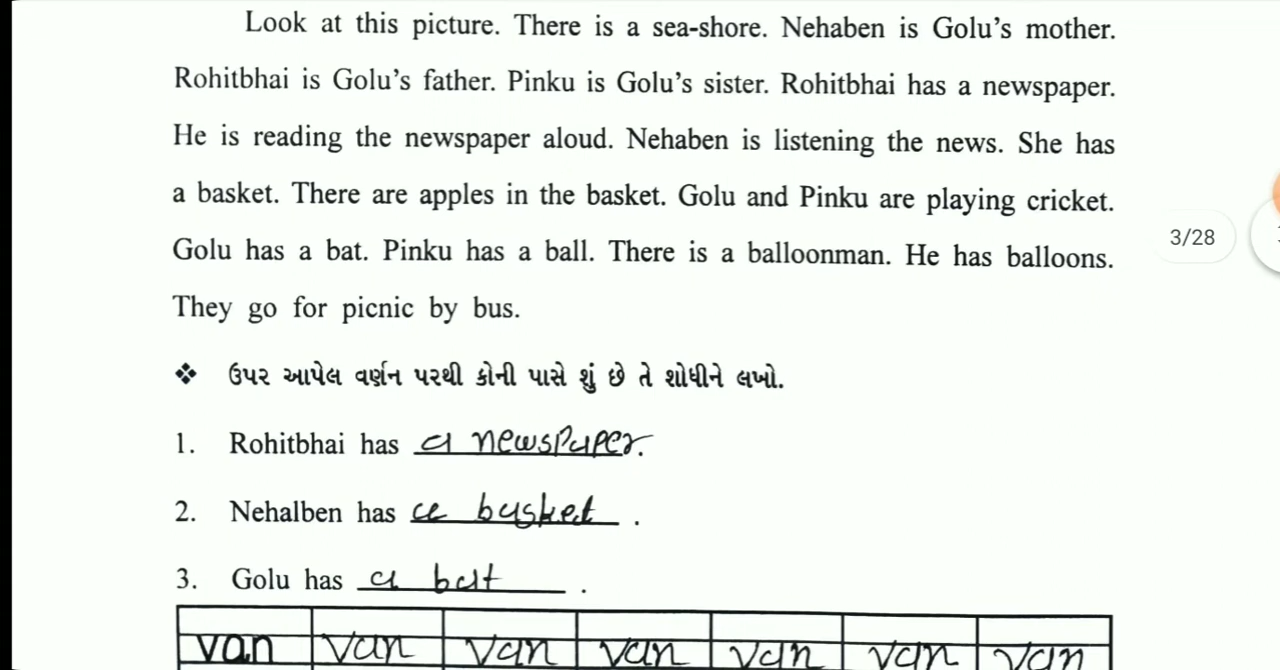 Look at this picture. There is a sea-shore. Nehaben is Golu's mother.
Rohitbhai is Golu's father. Pinku is Golu's sister. Rohitbhai has a newspaper.
He is reading the newspaper aloud. Nehaben is listening the news. She has
a basket. There are apples in the basket. Golu and Pinku are playing cricket.
Golu has a bat. Pinku has a ball. There is a balloonman. He has balloons.
They go for picnic by bus.
3/28
❖ ઉપર આપેલ વર્ણન પરથી કોની પાસે શું છે તે શોધીને લખો.
1. Rohitbhai has a newspaper.
2. Nehalben has a basket .
3. Golu has a bat .
van van van van van van van